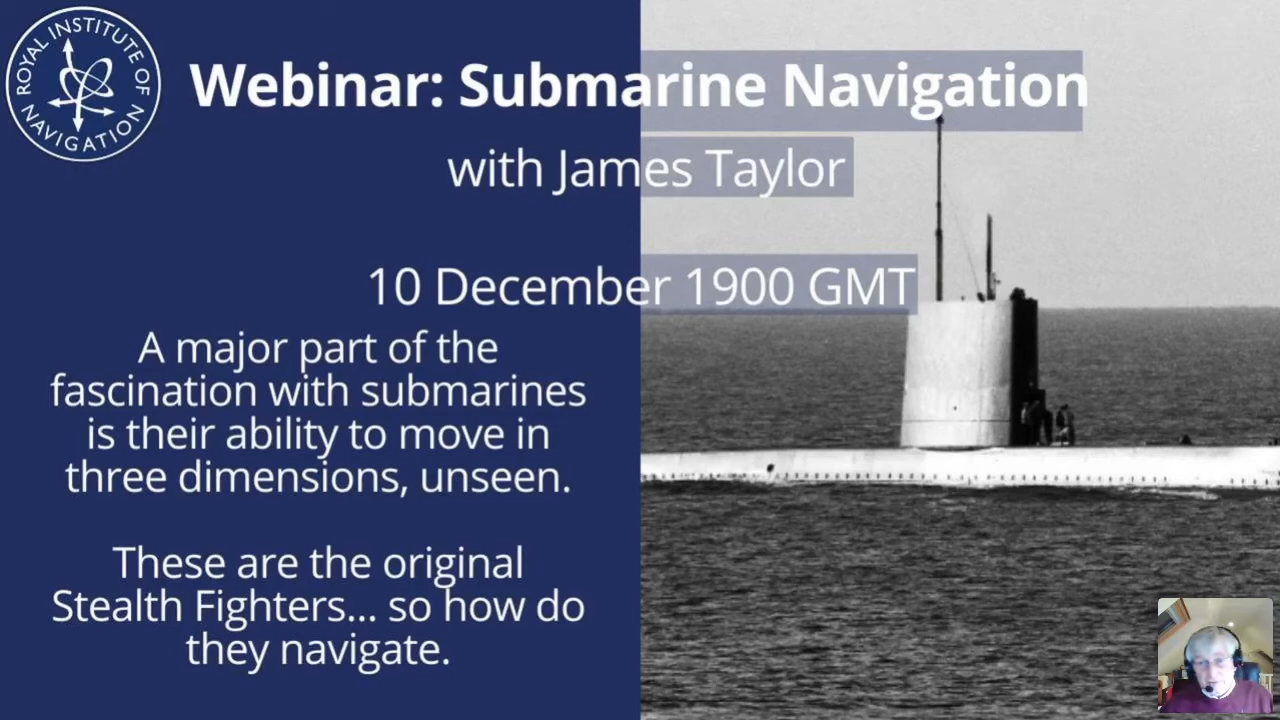 ROYAL INSTITUTE OF
NAVIGATION
Webinar: Submarine Navigation
with James Taylor
10 December 1900 GMT
A major part of the
fascination with submarines
is their ability to move in
three dimensions, unseen.
These are the original
Stealth Fighters... so how do
they navigate.